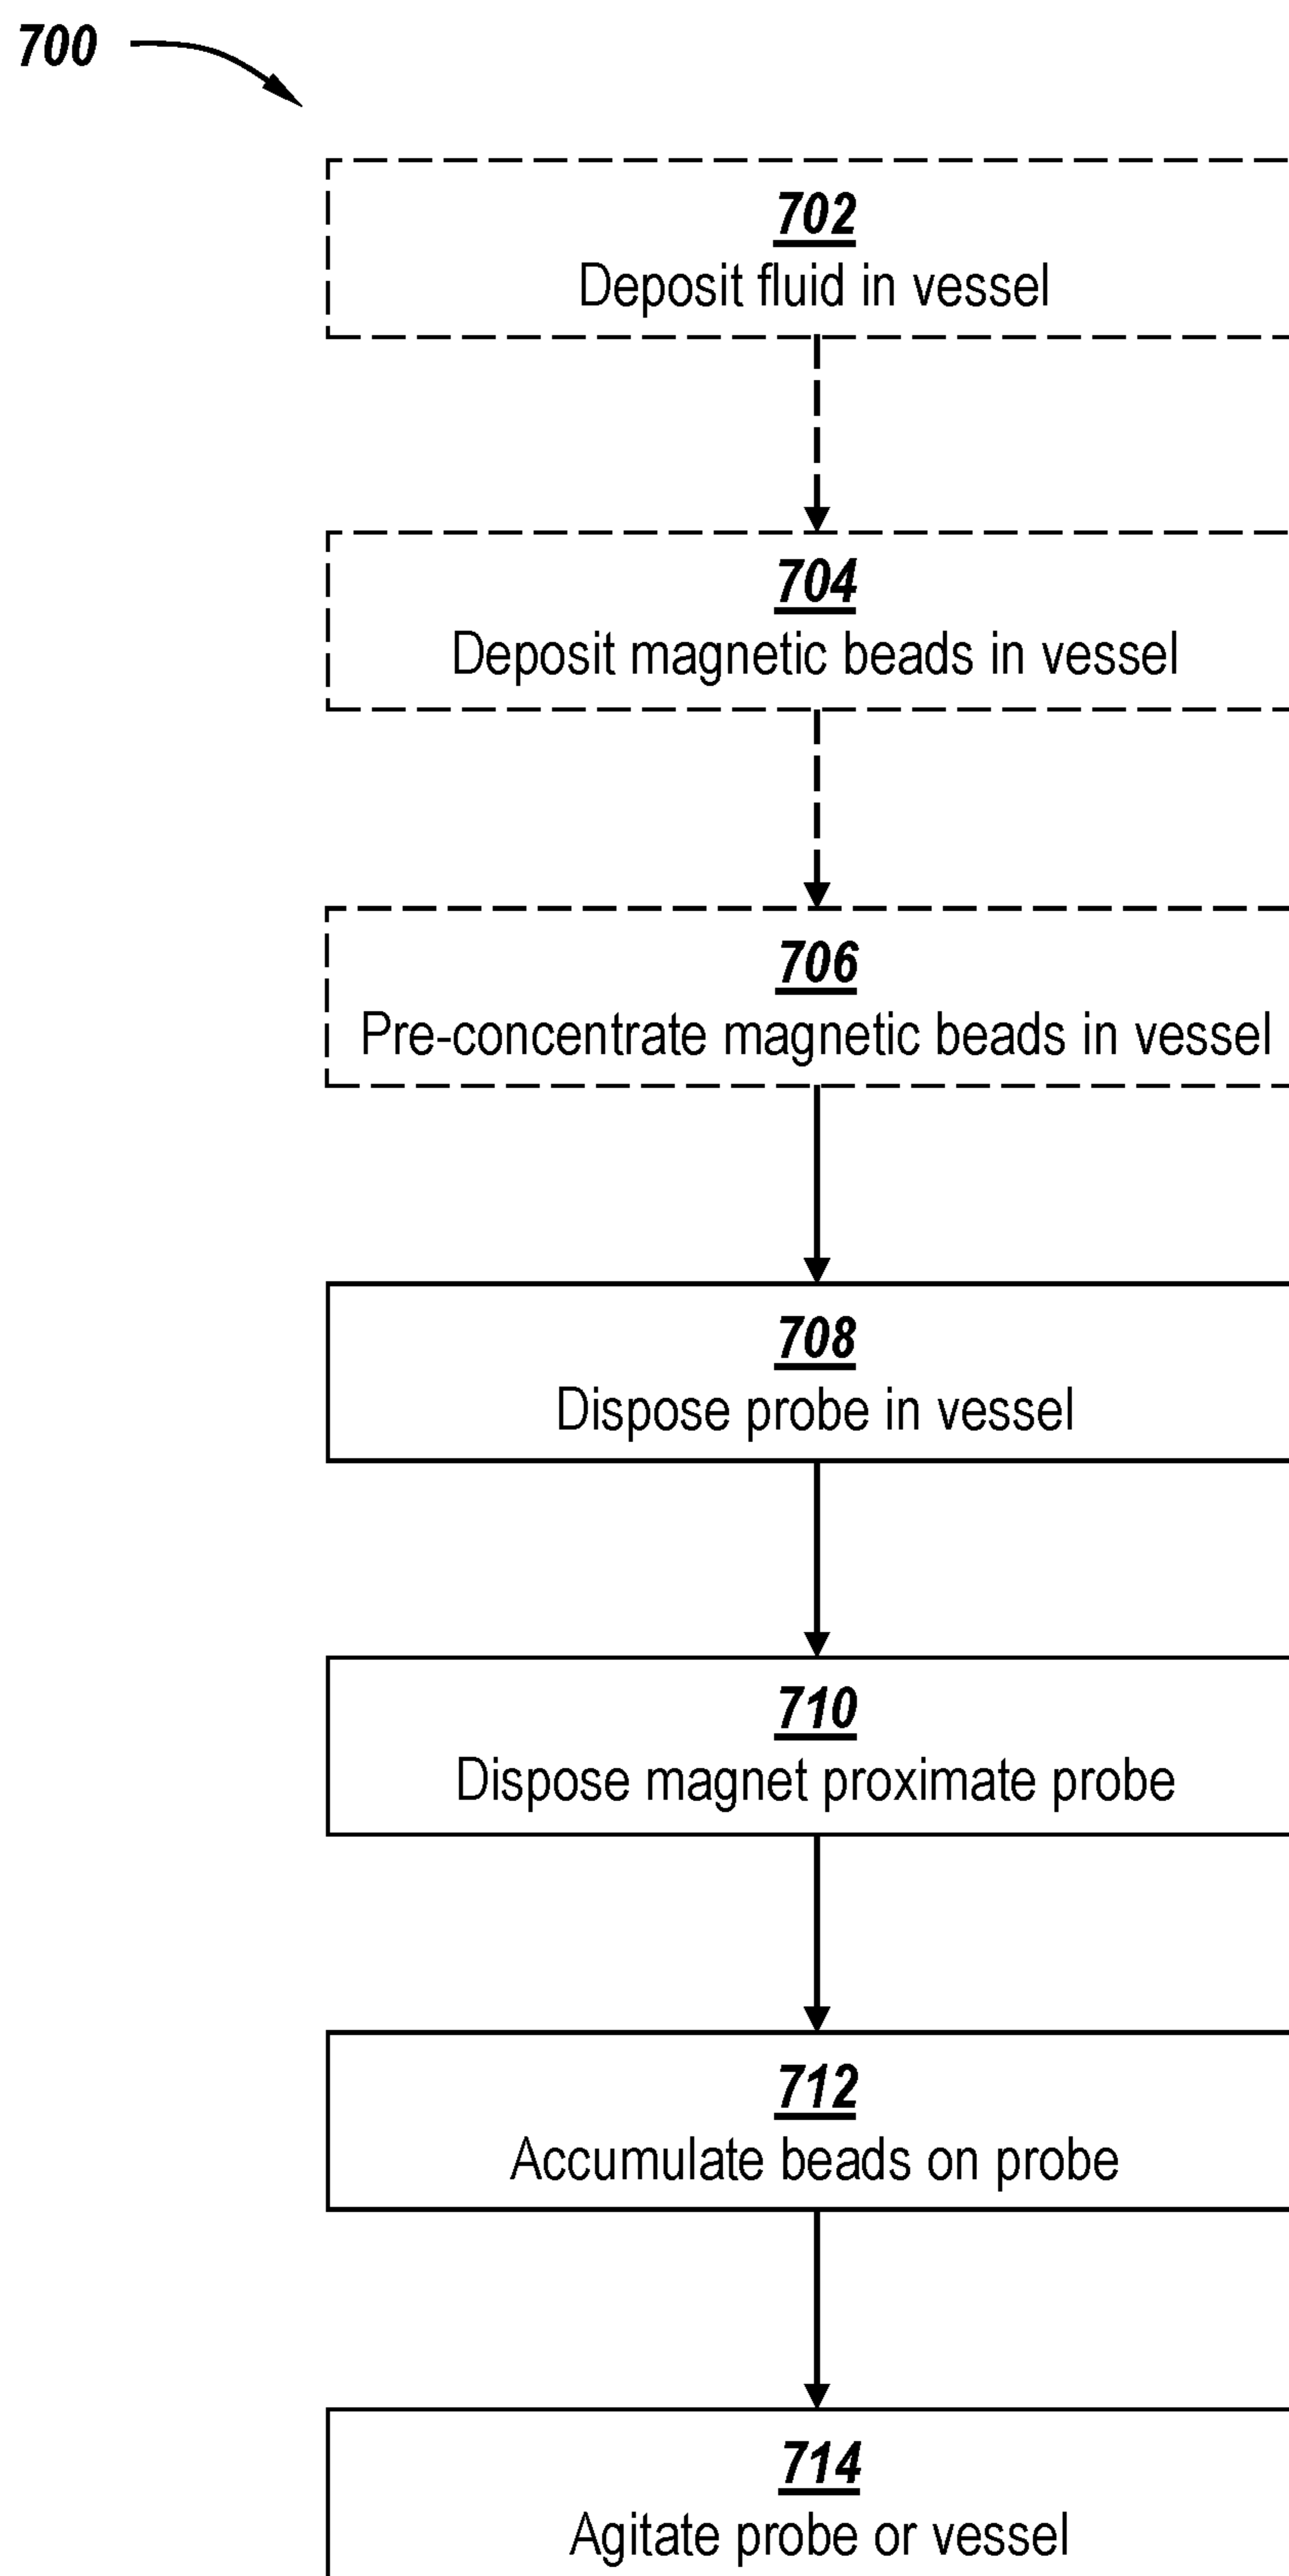 700
702
Deposit fluid in vessel
704
Deposit magnetic beads in vessel
706
Pre-concentrate magnetic beads in vessel
708
Dispose probe in vessel
710
Dispose magnet proximate probe
712
Accumulate beads on probe
714
Agitate probe or vessel